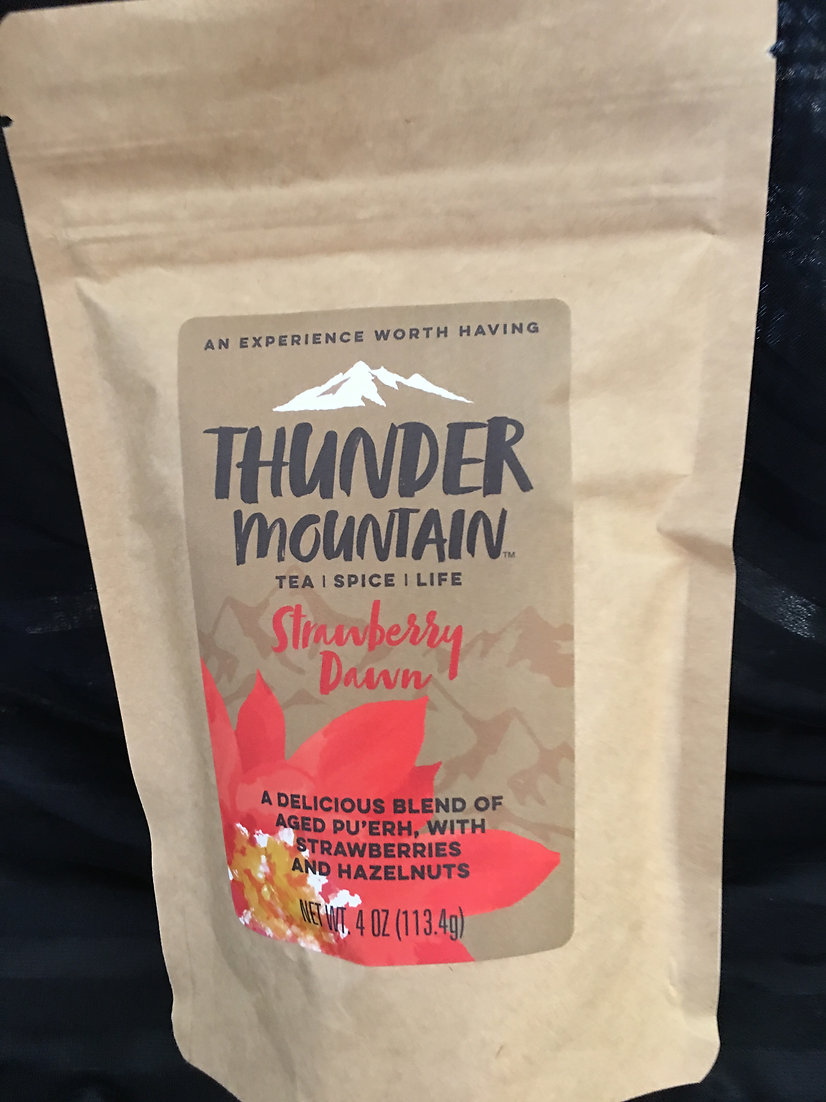 AN EXPERIENCE WORTH HAVING
THUNDER
MOUNTAIN™
TEA | SPICE | LIFE
Strawberry
Dawn
A DELICIOUS BLEND OF
AGED PU'ERH, WITH
STRAWBERRIES
AND HAZELNUTS
NET WT. 4 OZ (113.4g)